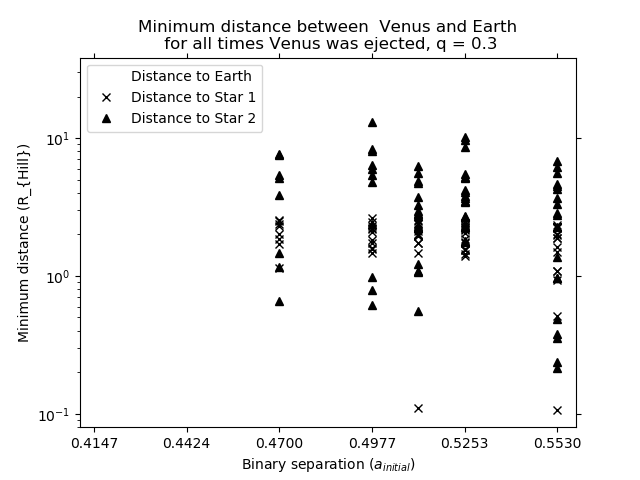 Minimum distance between  Venus and Earth
for all times Venus was ejected, q = 0.3
Distance to Earth
Distance to Star 1
Distance to Star 2
Minimum distance (R_{Hill})
10¹
10⁰
10⁻¹
0.4147 0.4424 0.4700 0.4977 0.5253 0.5530
Binary separation (a_initial)